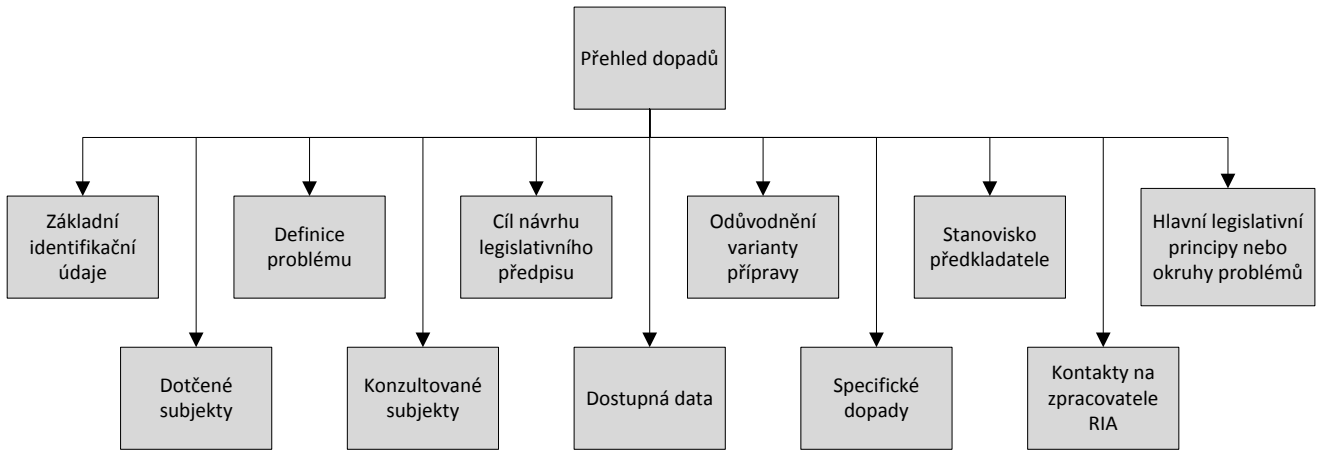 Přehled dopadů
Základní
identifikační
údaje
Definice
problému
Cíl návrhu
legislativního
předpisu
Odůvodnění
varianty
přípravy
Stanovisko
předkladatele
Hlavní legislativní
principy nebo
okruhy problémů
Dotčené
subjekty
Konzultované
subjekty
Dostupná data
Specifické
dopady
Kontakty na
zpracovatele
RIA